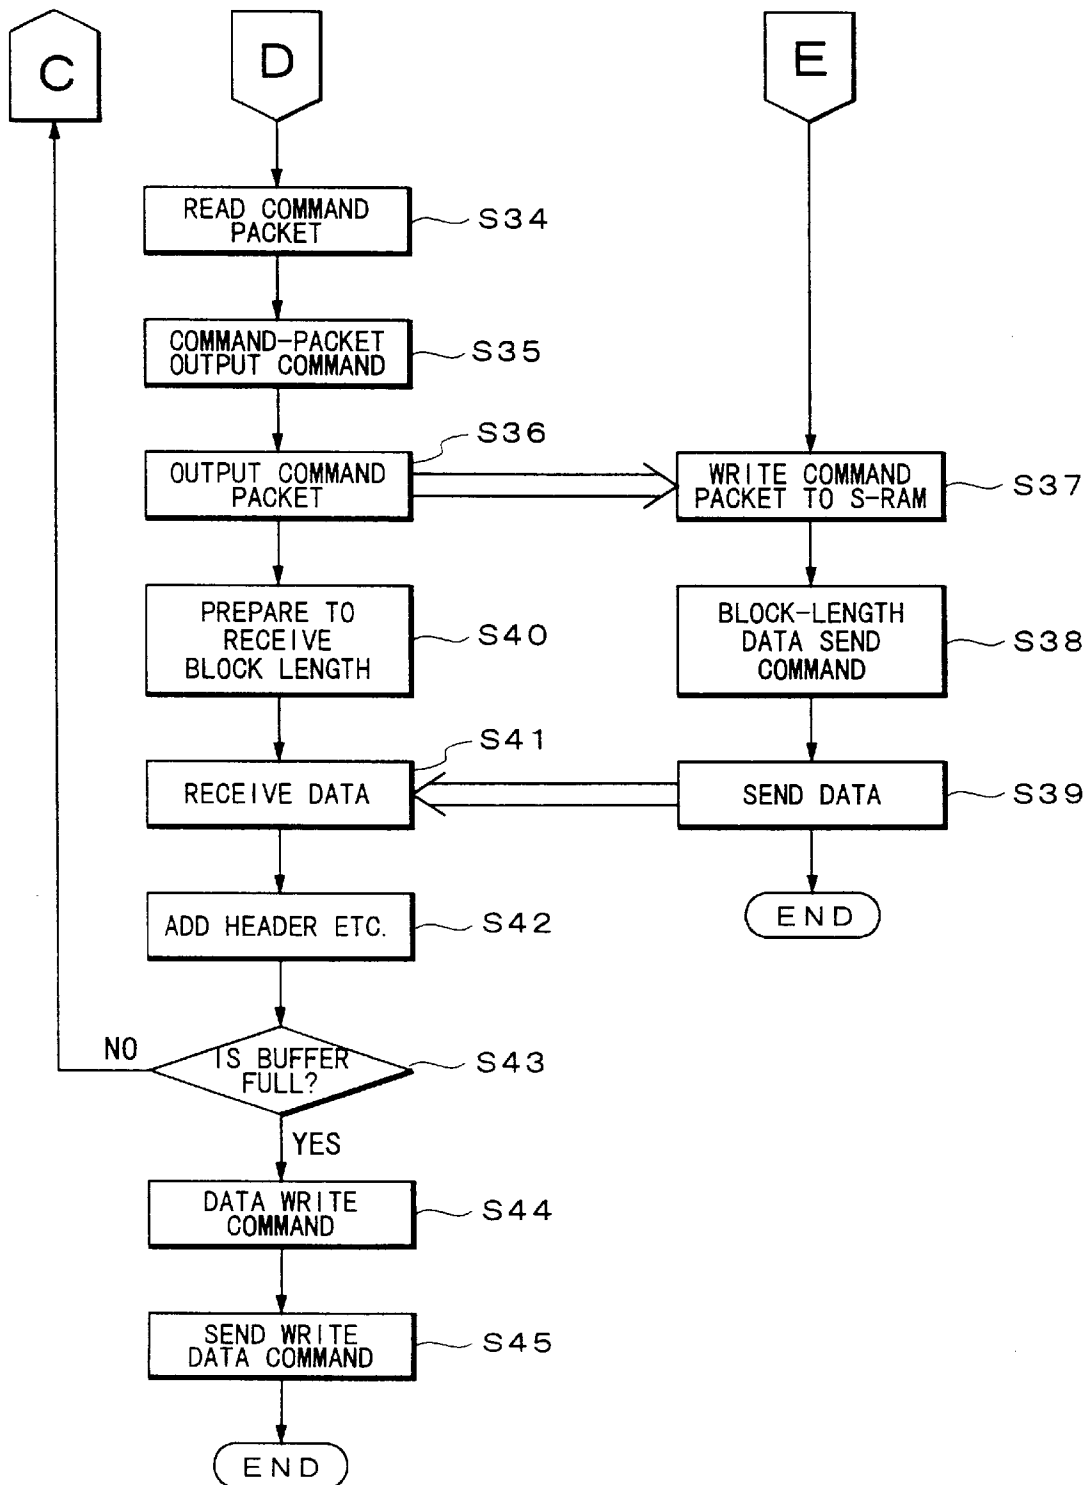 C
D
E
READ COMMAND
PACKET
S34
COMMAND-PACKET
OUTPUT COMMAND
S35
OUTPUT COMMAND
PACKET
S36
WRITE COMMAND
PACKET TO S-RAM
S37
PREPARE TO
RECEIVE
BLOCK LENGTH
S40
BLOCK-LENGTH
DATA SEND
COMMAND
S38
RECEIVE DATA
S41
SEND DATA
S39
ADD HEADER ETC.
S42
END
NO
IS BUFFER
FULL?
S43
YES
DATA WRITE
COMMAND
S44
SEND WRITE
DATA COMMAND
S45
END